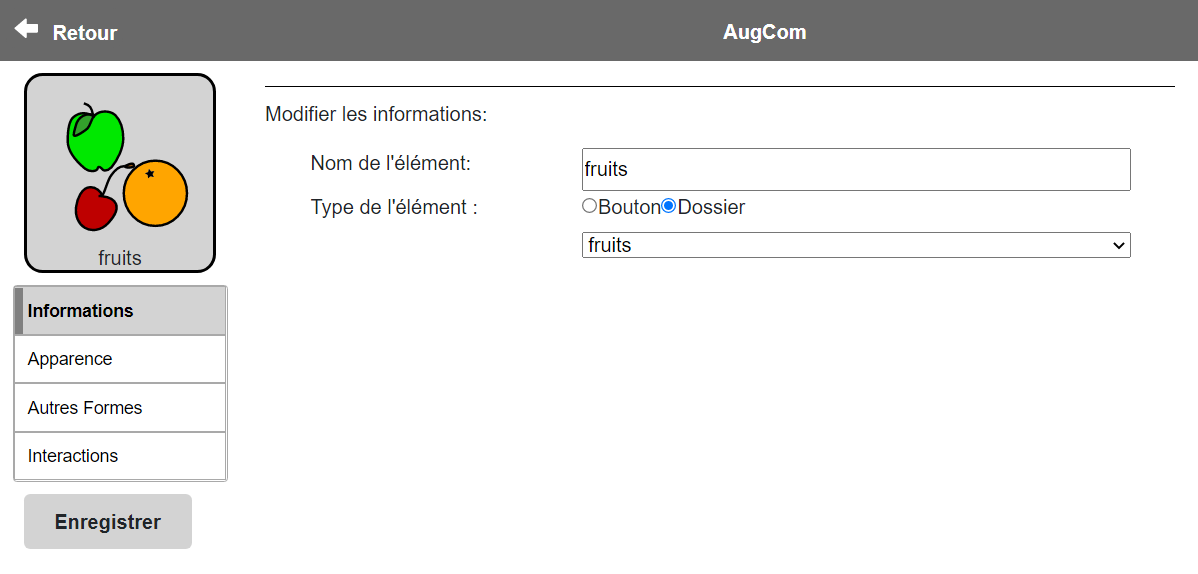 Retour
AugCom
fruits
Informations
Apparence
Autres Formes
Interactions
Enregistrer
Modifier les informations:
Nom de l'élément:
fruits
Type de l'élément :
Bouton Dossier
fruits